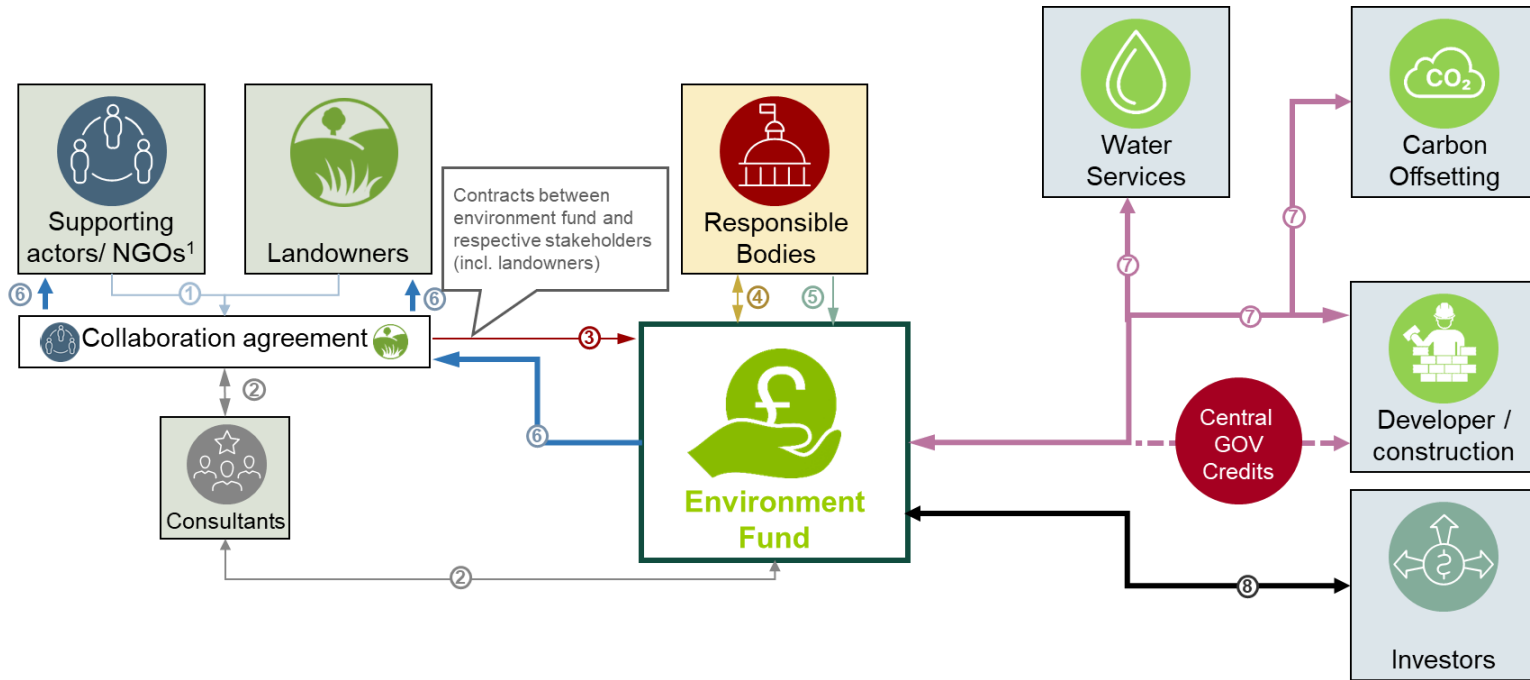 Supporting
actors/ NGOs1
Landowners
Contracts between
environment fund and
respective stakeholders
(incl. landowners)
Responsible
Bodies
Water
Services
CO2
Carbon
Offsetting
6
1
6
4
5
7
7
7
Collaboration agreement
3
2
6
£
Environment
Fund
Central
GOV
Credits
Developer /
construction
Consultants
2
8
$
Investors